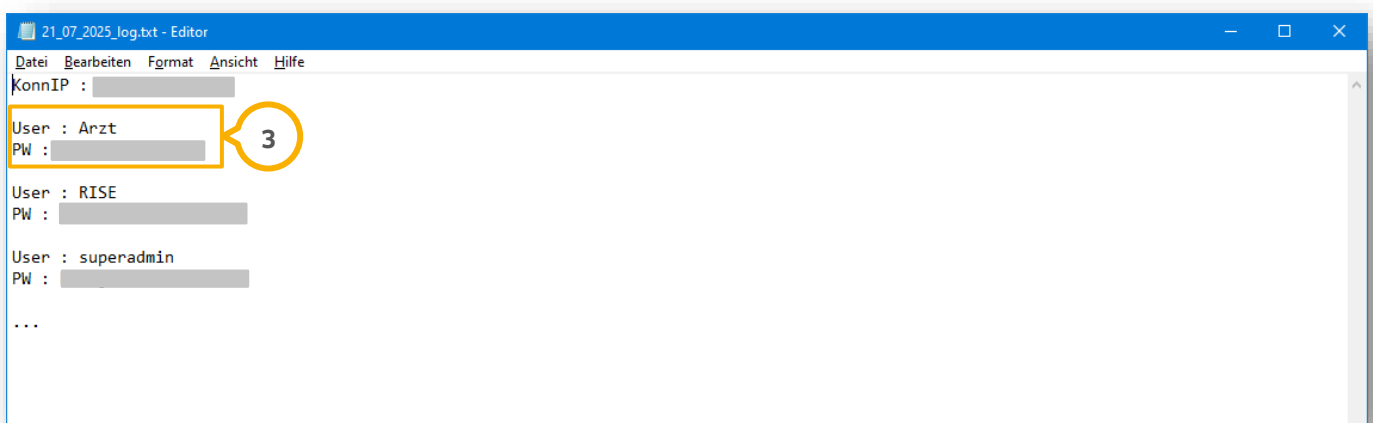 21_07_2025_log.txt - Editor
Datei Bearbeiten Format Ansicht Hilfe
KonnIP :
User : Arzt
PW :
3
User : RISE
PW :
User : superadmin
PW :
...